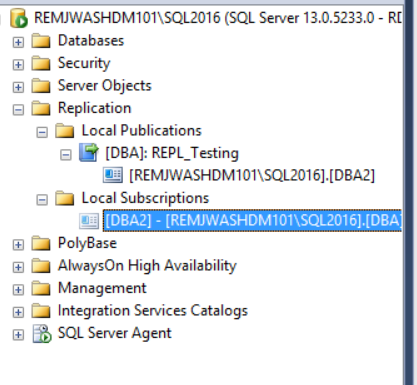 REMJWASHDM101\SQL2016 (SQL Server 13.0.5233.0 - RE
Databases
Security
Server Objects
Replication
Local Publications
[DBA]: REPL_Testing
[REMJWASHDM101\SQL2016].[DBA2]
Local Subscriptions
[DBA2] - [REMJWASHDM101\SQL2016].[DBA
PolyBase
AlwaysOn High Availability
Management
Integration Services Catalogs
SQL Server Agent